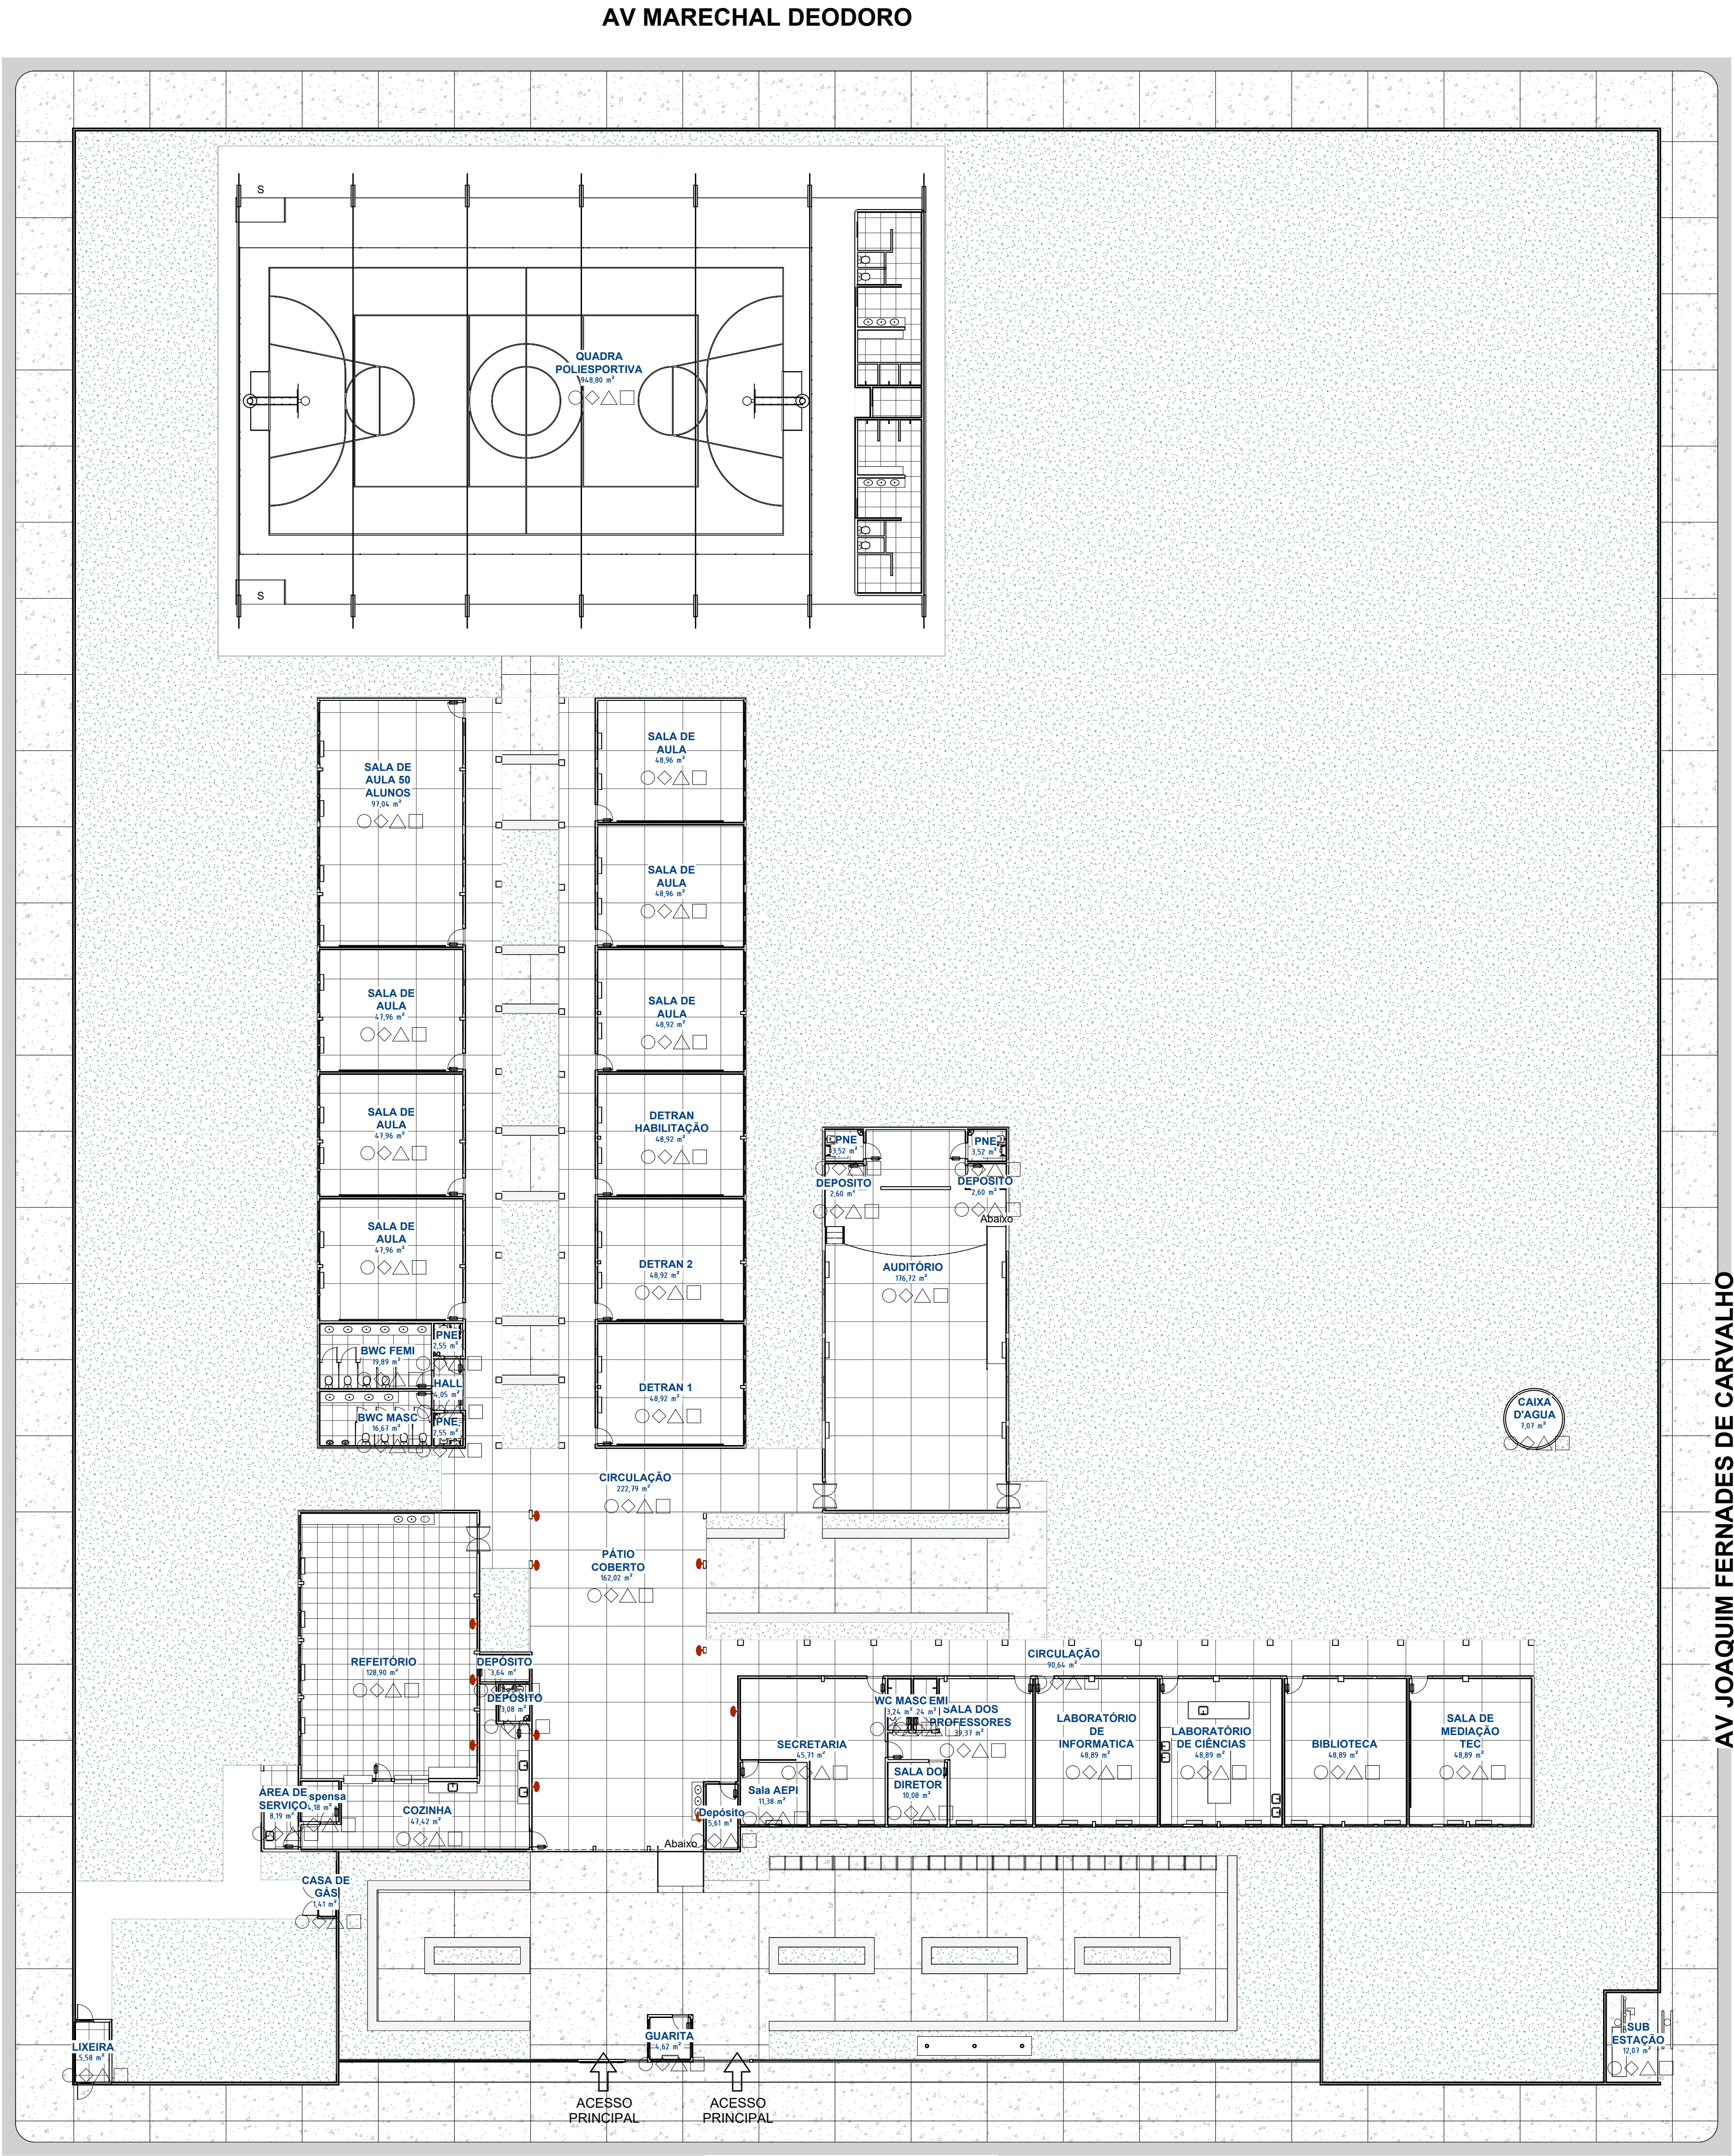 AV MARECHAL DEODORO
S
QUADRA
POLIESPORTIVA
948,80 m²
S
SALA DE
AULA 50
ALUNOS
97,04 m²
SALA DE
AULA
48,96 m²
SALA DE
AULA
48,96 m²
SALA DE
AULA
47,96 m²
SALA DE
AULA
48,92 m²
SALA DE
AULA
47,96 m²
DETRAN
HABILITAÇÃO
48,92 m²
PNE
3,52 m²
PNE
3,52 m²
DEPOSITO
2,60 m²
DEPOSITO
2,60 m²
Abaixo
SALA DE
AULA
47,96 m²
DETRAN 2
48,92 m²
AUDITÓRIO
176,72 m²
AV JOAQUIM FERNADES DE CARVALHO
BWC FEMI
19,89 m²
PNE
2,55 m²
HALL
4,05 m²
BWC MASC
16,67 m²
PNE
2,55 m²
DETRAN 1
48,92 m²
CAIXA
D'AGUA
7,07 m²
CIRCULAÇÃO
222,79 m²
PÁTIO
COBERTO
162,02 m²
REFEITÓRIO
128,90 m²
DEPÓSITO
3,64 m²
DEPÓSITO
3,08 m²
CIRCULAÇÃO
90,64 m²
SECRETARIA
45,71 m²
WC MASC
3,24 m²
EMI
24 m²
SALA DOS
PROFESSORES
39,37 m²
LABORATÓRIO
DE
INFORMATICA
48,89 m²
LABORATÓRIO
DE CIÊNCIAS
48,89 m²
BIBLIOTECA
48,89 m²
SALA DE
MEDIAÇÃO
TEC
48,89 m²
SALA DO
DIRETOR
10,08 m²
Sala AEPI
11,38 m²
Depósito
5,61 m²
Abaixo
ÁREA DE
SERVIÇO
8,19 m²
spensa
4,18 m²
COZINHA
47,42 m²
CASA DE
GÁS
1,41 m²
LIXEIRA
5,58 m²
GUARITA
4,62 m²
SUB
ESTAÇÃO
12,07 m²
ACESSO
PRINCIPAL
ACESSO
PRINCIPAL